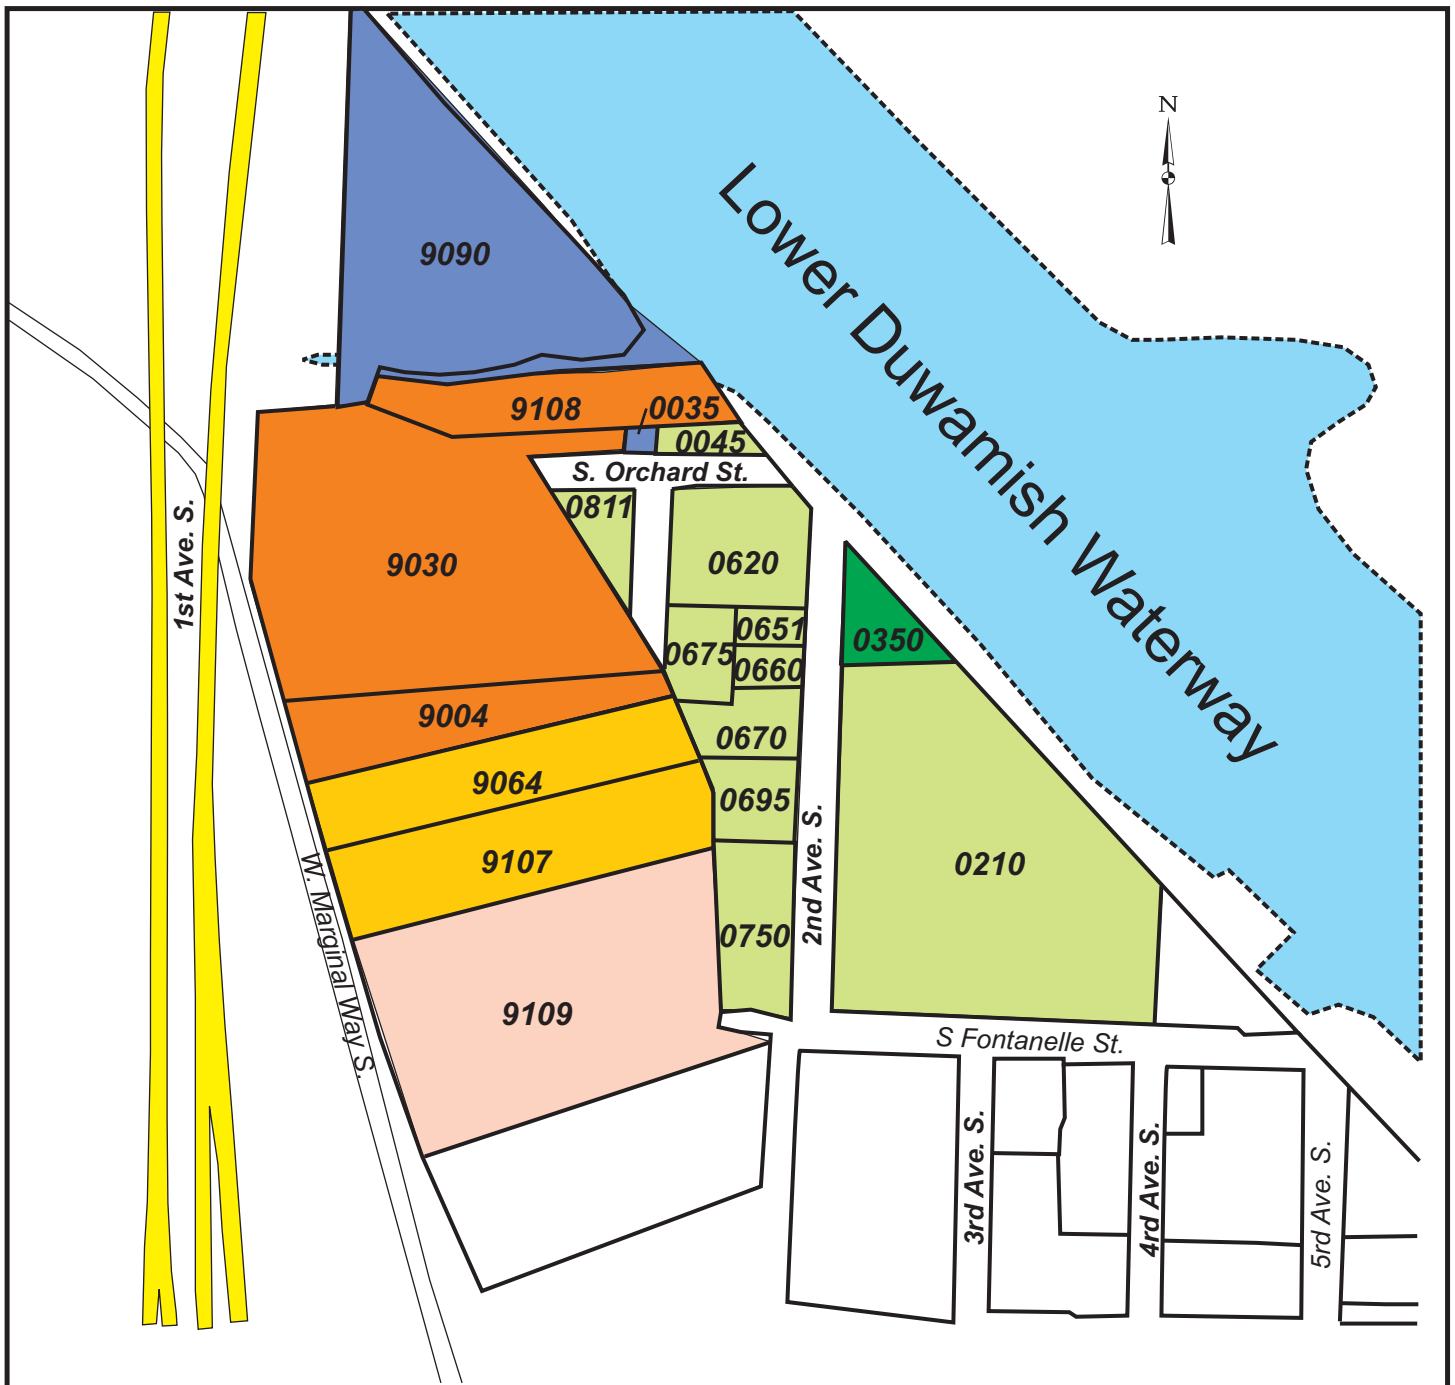 N
Lower Duwamish Waterway
9090
9108
0035
0045
S. Orchard St.
0811
9030
0620
1st Ave. S.
0651
0350
0675
0660
9004
0670
9064
0695
9107
0210
2nd Ave. S.
W. Marginal Way S.
0750
9109
S Fontanelle St.
3rd Ave. S.
4rd Ave. S.
5rd Ave. S.